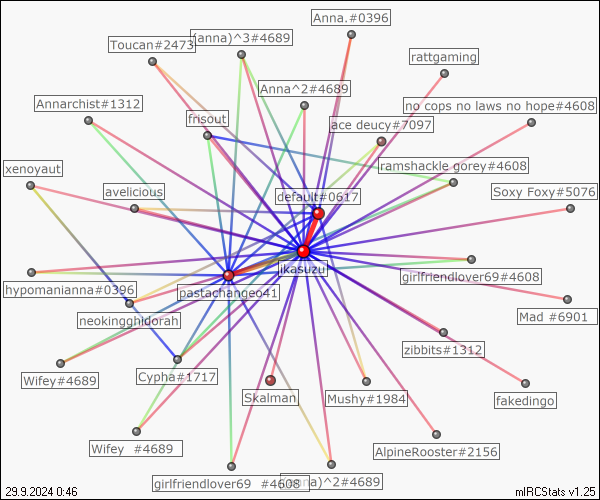 Anna.#0396
(anna)^3#4689
Toucan#2473
rattgaming
Anna^2#4689
Annarchist#1312
no cops no laws no hope#4608
frisout
ace deucy#7097
xenoyaut
ramshackle gorey#4608
avelicious
default#0617
Soxy Foxy#5076
ikasuzu
girlfriendlover69#4608
hypomanianna#0396
pastachange041
neokingghidorah
Mad #6901
zibbits#1312
Wifey#4689
Cypha#1717
Skalman
Mushy#1984
fakedingo
Wifey #4689
AlpineRooster#2156
girlfriendlover69 #4608
(anna)^2#4689
29.9.2024 0:46
mIRCStats v1.25